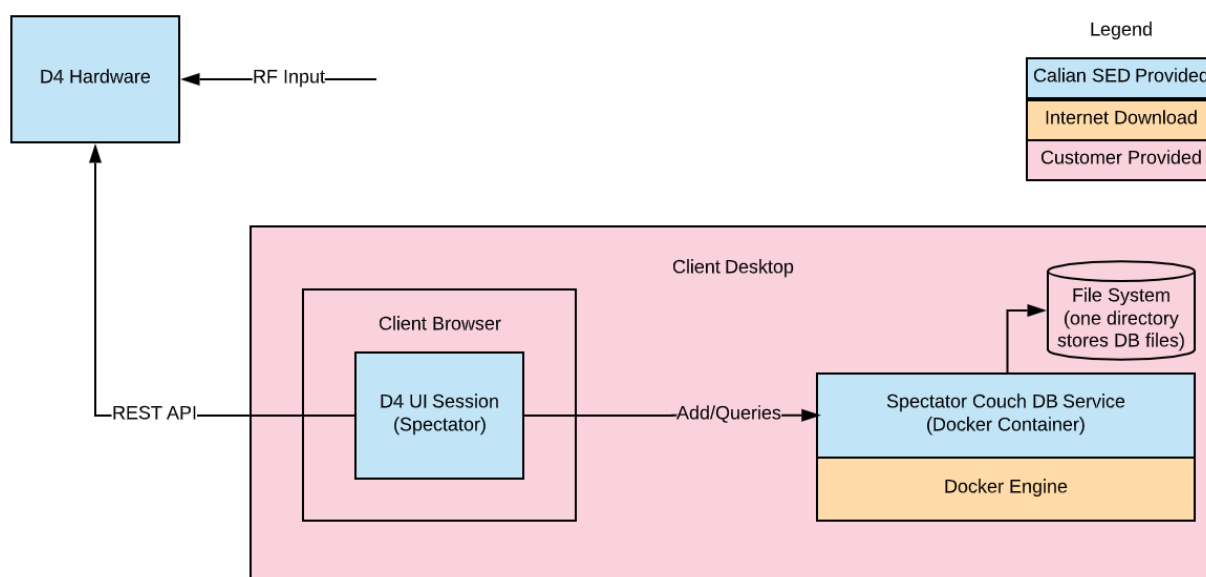 Legend
D4 Hardware
RF Input
Calian SED Provided
Internet Download
Customer Provided
Client Desktop
File System
(one directory
stores DB files)
Client Browser
D4 UI Session
(Spectator)
REST API
Add/Queries
Spectator Couch DB Service
(Docker Container)
Docker Engine